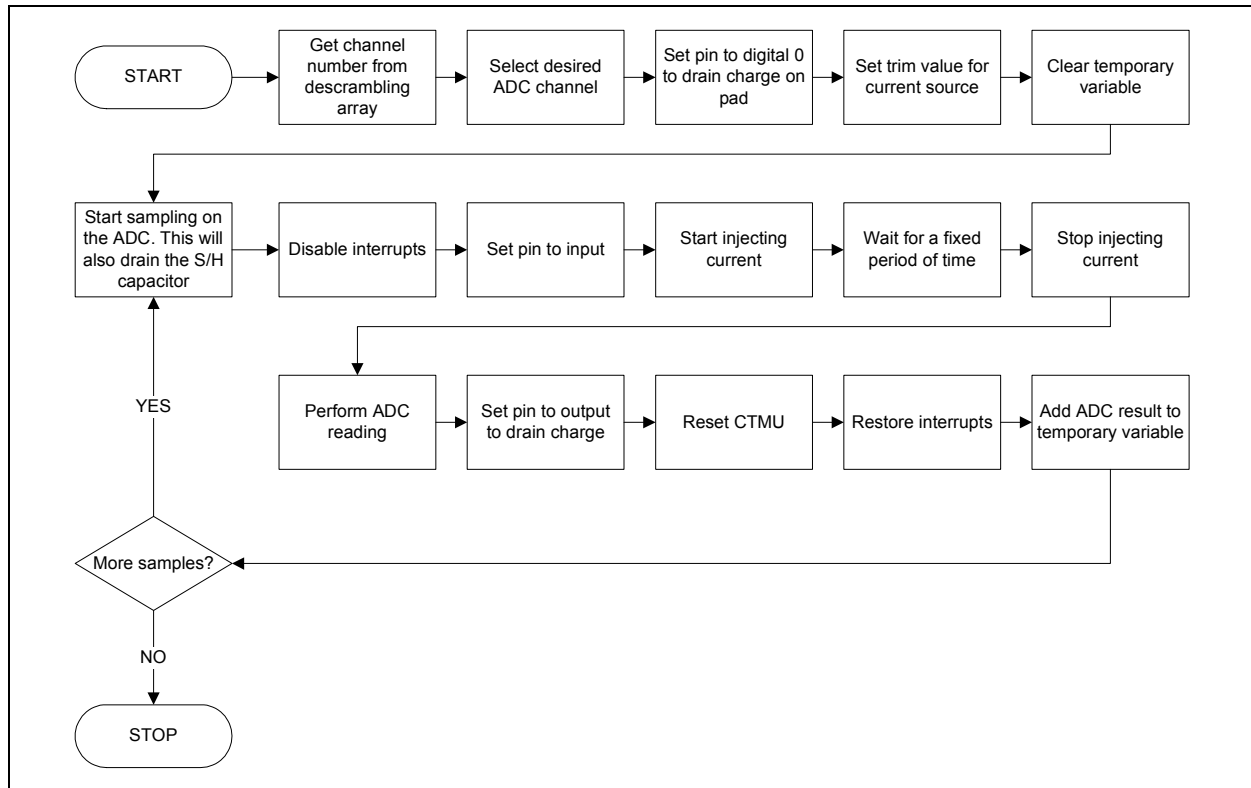 START
Get channel
number from
descrambling
array
Select desired
ADC channel
Set pin to digital 0
to drain charge on
pad
Set trim value for
current source
Clear temporary
variable
Start sampling on
the ADC. This will
also drain the S/H
capacitor
Disable interrupts
Set pin to input
Start injecting
current
Wait for a fixed
period of time
Stop injecting
current
Perform ADC
reading
Set pin to output
to drain charge
Reset CTMU
Restore interrupts
Add ADC result to
temporary variable
YES
More samples?
NO
STOP